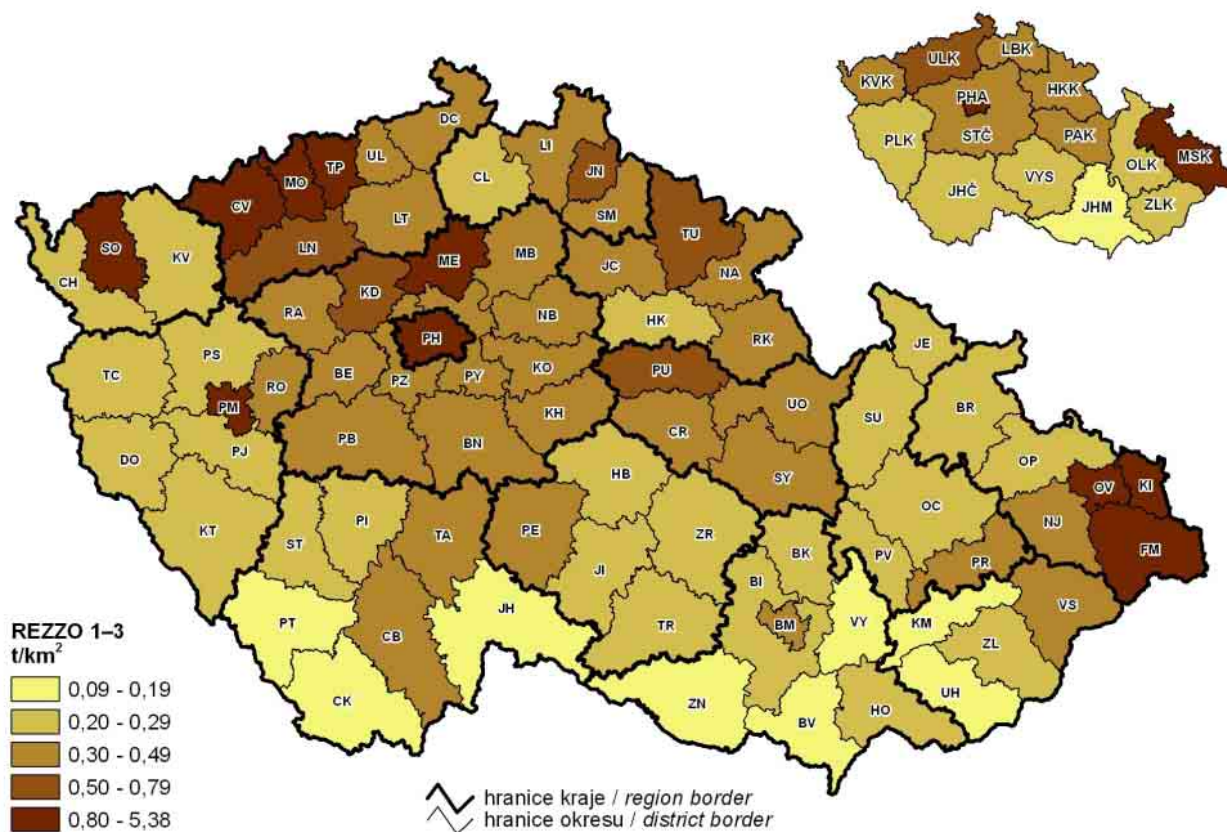 DC
UL
TP
MO
CV
LI
JN
CL
SM
LT
LN
SO
KV
CH
ME
MB
TU
JC
NA
RA
KD
NB
HK
RK
PH
TC
PS
RO
PM
BE
PZ
PY
KO
PU
UO
JE
KH
CR
SU
BR
DO
PJ
PB
BN
SY
OP
HB
OV
KI
KT
ST
PI
TA
PE
ZR
OC
NJ
FM
JI
BK
PV
PR
PT
CB
JH
TR
BI
BM
VY
KM
VS
ZL
CK
ZN
BV
HO
UH
KVK
ULK
LBK
HKK
PHA
STČ
PAK
PLK
MSK
OLK
JHČ
VYS
JHM
ZLK
REZZO 1–3
t/km²
0,09 - 0,19
0,20 - 0,29
0,30 - 0,49
0,50 - 0,79
0,80 - 5,38
hranice kraje / region border
hranice okresu / district border